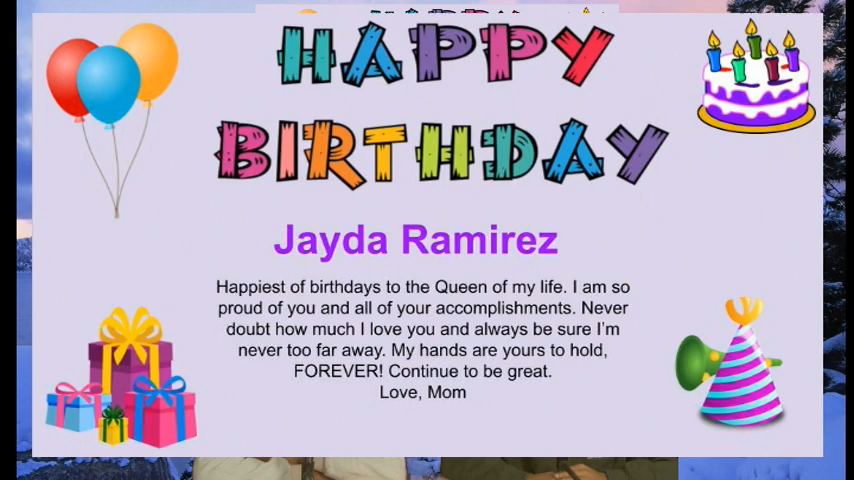 HAPPY
BIRTHDAY
Jayda Ramirez
Happiest of birthdays to the Queen of my life. I am so
proud of you and all of your accomplishments. Never
doubt how much I love you and always be sure I'm
never too far away. My hands are yours to hold,
FOREVER! Continue to be great.
Love, Mom